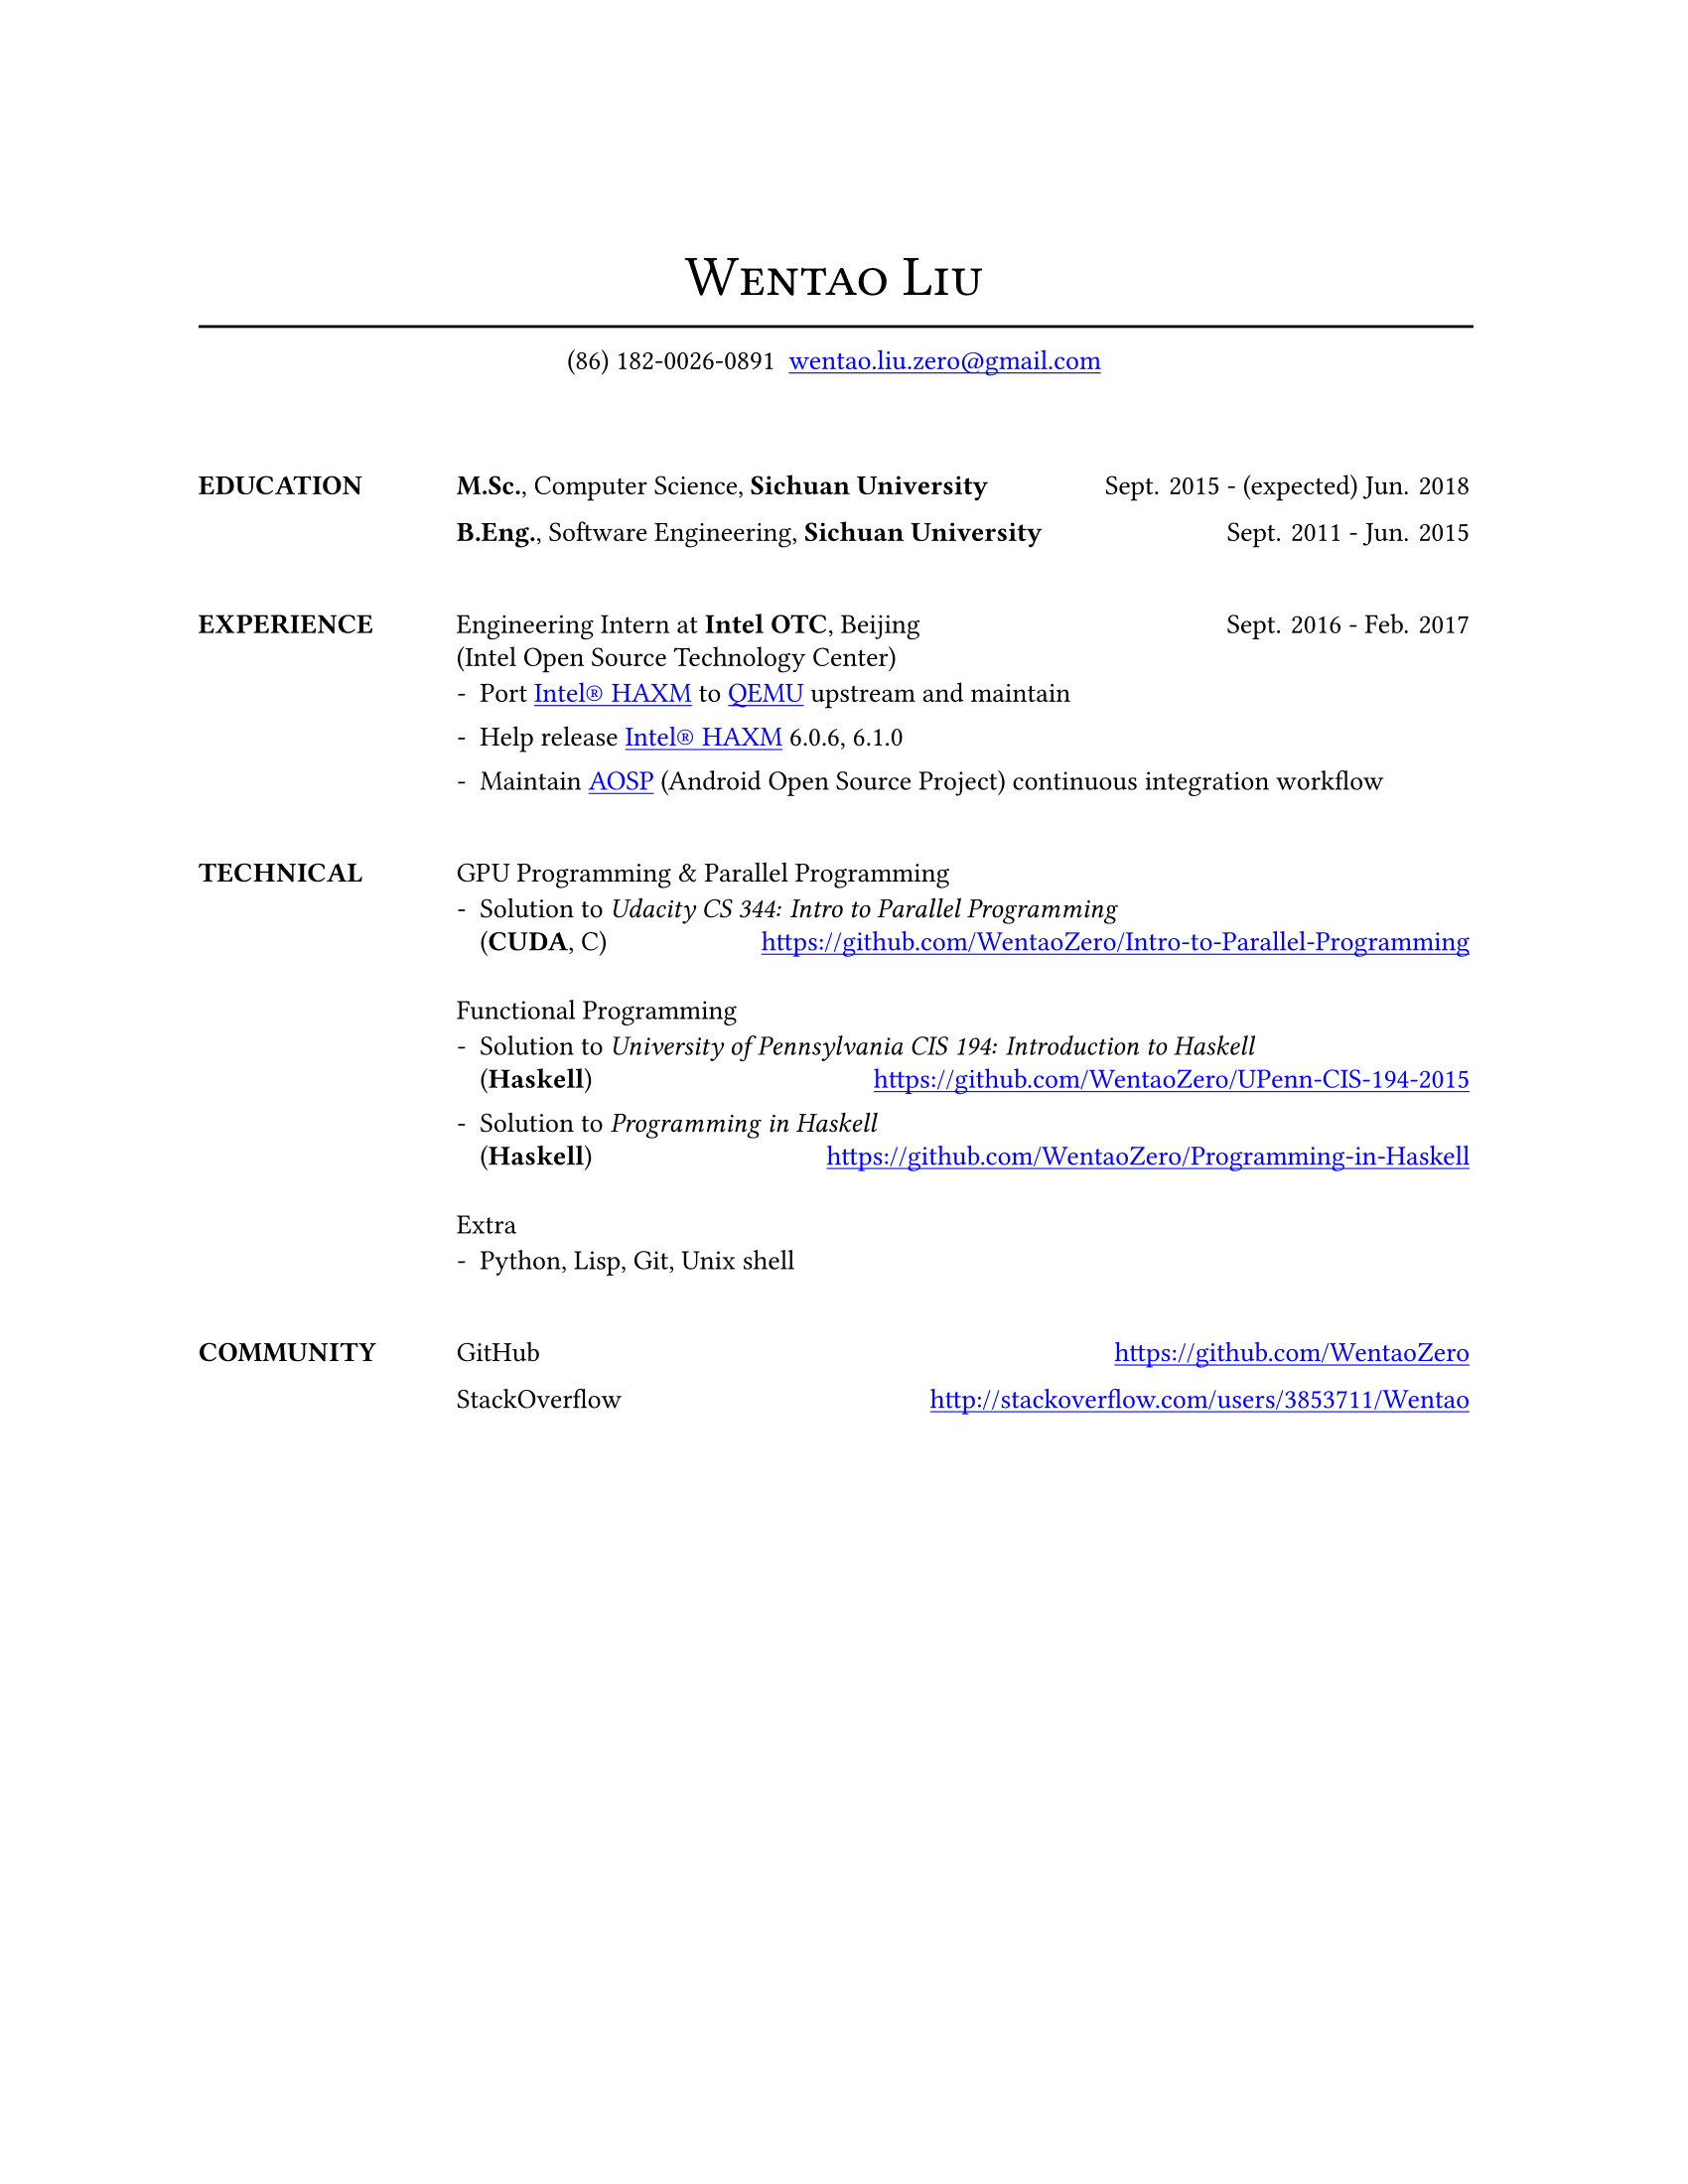 Wentao Liu
(86) 182-0026-0891 wentao.liu.zero@gmail.com
EDUCATION M.Sc., Computer Science, Sichuan University Sept. 2015 - (expected) Jun. 2018
B.Eng., Software Engineering, Sichuan University Sept. 2011 - Jun. 2015
EXPERIENCE Engineering Intern at Intel OTC, Beijing Sept. 2016 - Feb. 2017
(Intel Open Source Technology Center)
- Port Intel® HAXM to QEMU upstream and maintain
- Help release Intel® HAXM 6.0.6, 6.1.0
- Maintain AOSP (Android Open Source Project) continuous integration workflow
TECHNICAL GPU Programming & Parallel Programming
- Solution to Udacity CS 344: Intro to Parallel Programming
(CUDA, C) https://github.com/WentaoZero/Intro-to-Parallel-Programming
Functional Programming
- Solution to University of Pennsylvania CIS 194: Introduction to Haskell
(Haskell) https://github.com/WentaoZero/UPenn-CIS-194-2015
- Solution to Programming in Haskell
(Haskell) https://github.com/WentaoZero/Programming-in-Haskell
Extra
- Python, Lisp, Git, Unix shell
COMMUNITY GitHub https://github.com/WentaoZero
StackOverflow http://stackoverflow.com/users/3853711/Wentao